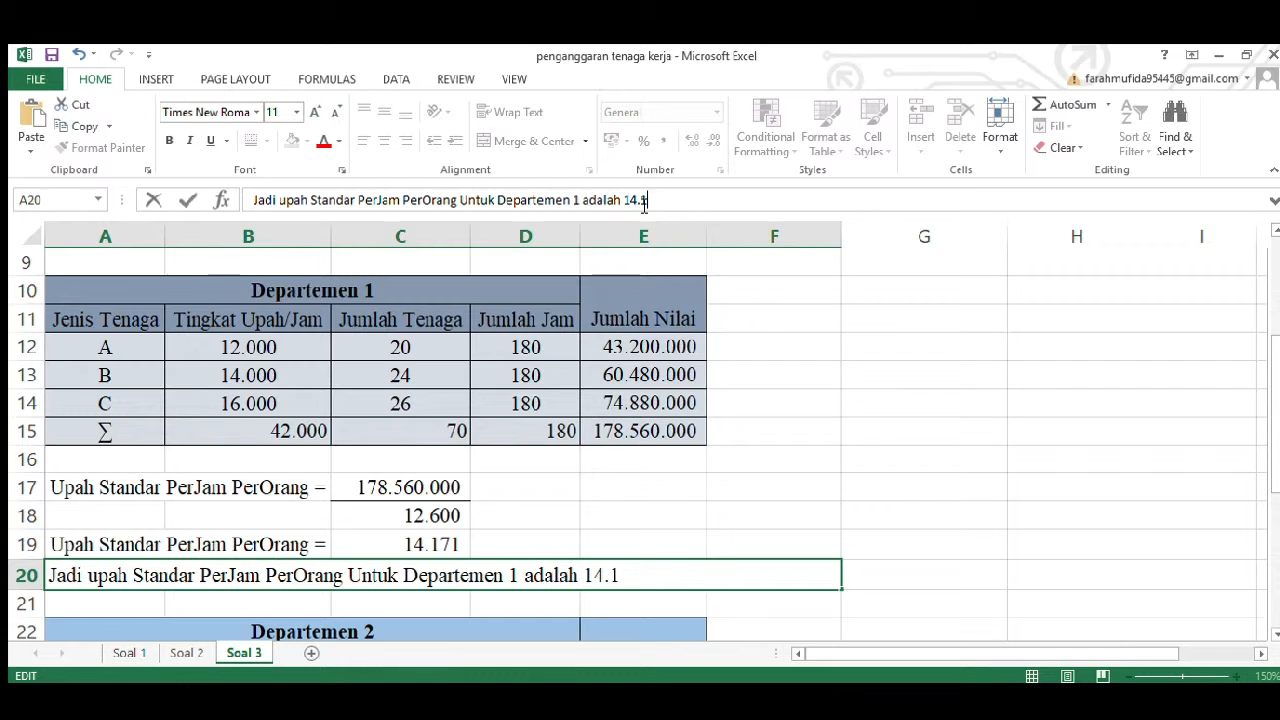 penganggaran tenaga kerja - Microsoft Excel
FILE HOME INSERT PAGE LAYOUT FORMULAS DATA REVIEW VIEW farahmufida95445@gmail.com
Paste Cut Copy Format Painter
Clipboard
Times New Roma 11
B I U
Font
Wrap Text
Merge & Center
Alignment
General
%
Number
Conditional Formatting Format as Table Cell Styles
Styles
Insert Delete Format
Cells
AutoSum Fill Clear Sort & Filter Find & Select
Editing
A20 fx Jadi upah Standar PerJam PerOrang Untuk Departemen 1 adalah 14.1
A B C D E F G H I
9
10 Departemen 1
11 Jenis Tenaga Tingkat Upah/Jam Jumlah Tenaga Jumlah Jam Jumlah Nilai
12 A 12.000 20 180 43.200.000
13 B 14.000 24 180 60.480.000
14 C 16.000 26 180 74.880.000
15 ∑ 42.000 70 180 178.560.000
16
17 Upah Standar PerJam PerOrang = 178.560.000
18 12.600
19 Upah Standar PerJam PerOrang = 14.171
20 Jadi upah Standar PerJam PerOrang Untuk Departemen 1 adalah 14.1
21
22 Departemen 2
Soal 1 Soal 2 Soal 3
EDIT 150%